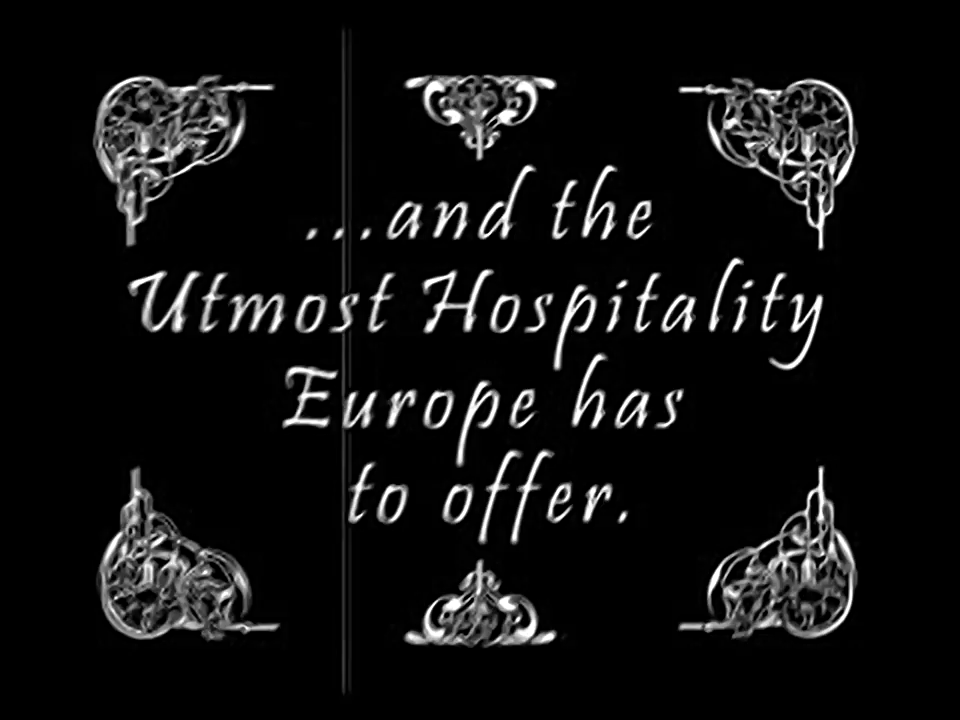 ...and the
Utmost Hospitality
Europe has
to offer.